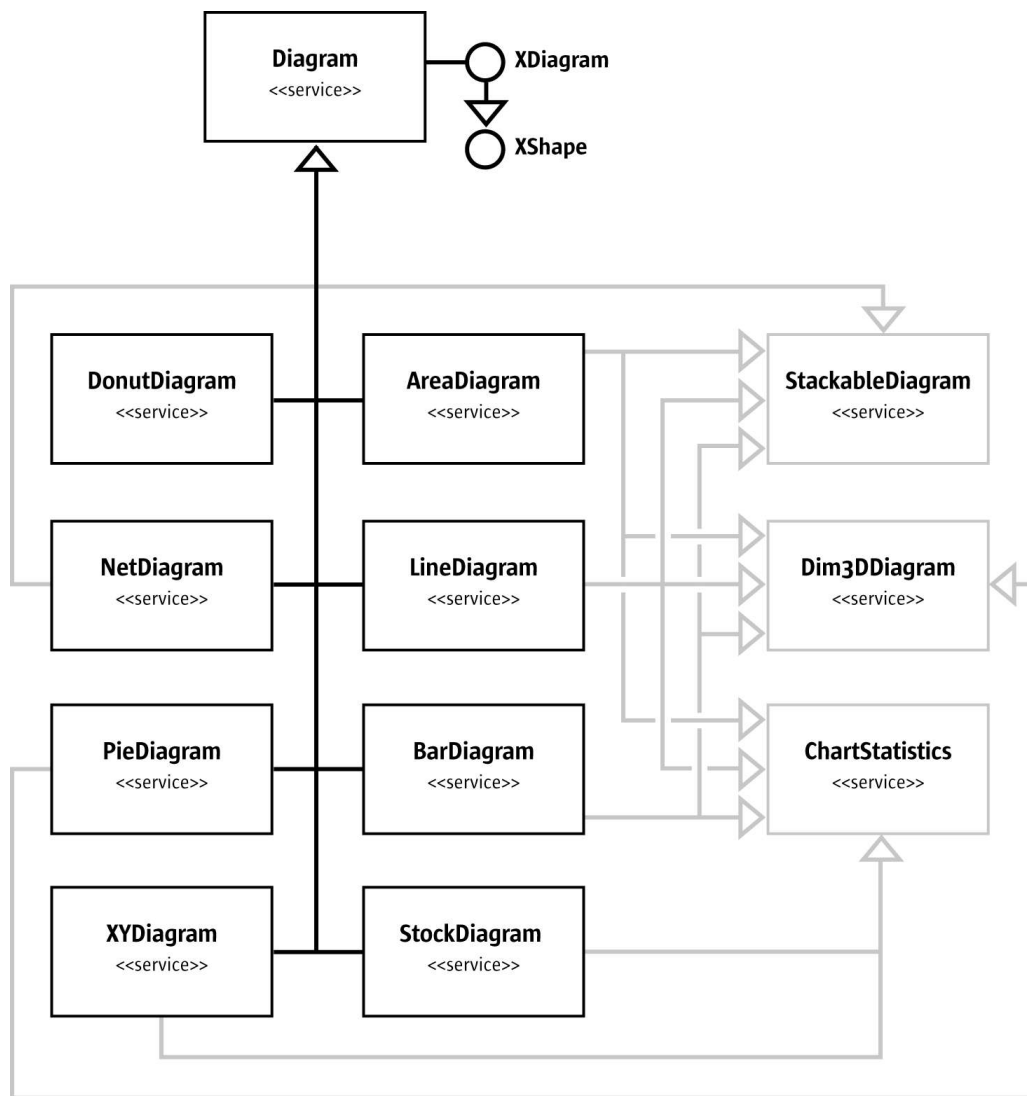 Diagram
<<service>>
XDiagram
XShape
DonutDiagram
<<service>>
AreaDiagram
<<service>>
StackableDiagram
<<service>>
NetDiagram
<<service>>
LineDiagram
<<service>>
Dim3DDiagram
<<service>>
PieDiagram
<<service>>
BarDiagram
<<service>>
ChartStatistics
<<service>>
XYDiagram
<<service>>
StockDiagram
<<service>>